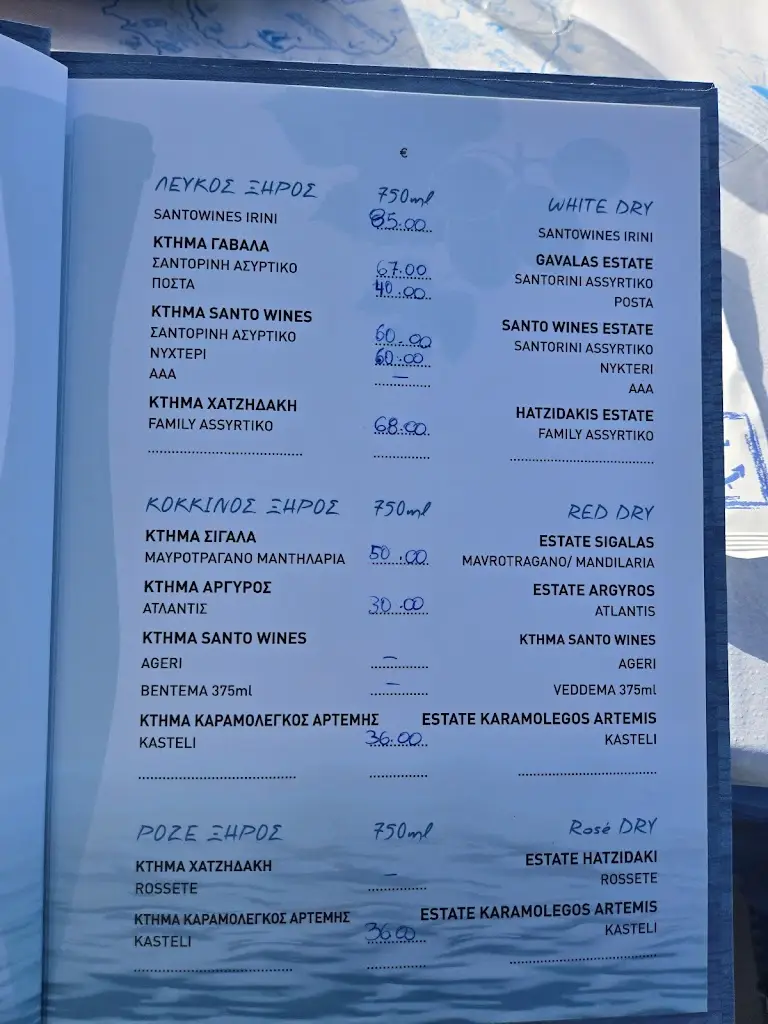 €
ΛΕΥΚΟΣ ΞΗΡΟΣ 750ml WHITE DRY
SANTOWINES IRINI 85.00 SANTOWINES IRINI
ΚΤΗΜΑ ΓΑΒΑΛΑ GAVALAS ESTATE
ΣΑΝΤΟΡΙΝΗ ΑΣΥΡΤΙΚΟ 67.00 SANTORINI ASSYRTIKO
ΠΟΣΤΑ 40.00 POSTA
ΚΤΗΜΑ SANTO WINES SANTO WINES ESTATE
ΣΑΝΤΟΡΙΝΗ ΑΣΥΡΤΙΚΟ 60.00 SANTORINI ASSYRTIKO
ΝΥΧΤΕΡΙ 60.00 NYKTERI
ΑΑΑ — AAA
ΚΤΗΜΑ ΧΑΤΖΗΔΑΚΗ HATZIDAKIS ESTATE
FAMILY ASSYRTIKO 68.00 FAMILY ASSYRTIKO
ΚΟΚΚΙΝΟΣ ΞΗΡΟΣ 750ml RED DRY
ΚΤΗΜΑ ΣΙΓΑΛΑ ESTATE SIGALAS
ΜΑΥΡΟΤΡΑΓΑΝΟ ΜΑΝΤΗΛΑΡΙΑ 50.00 MAVROTRAGANO/ MANDILARIA
ΚΤΗΜΑ ΑΡΓΥΡΟΣ ESTATE ARGYROS
ΑΤΛΑΝΤΙΣ 30.00 ATLANTIS
ΚΤΗΜΑ SANTO WINES ΚΤΗΜΑ SANTO WINES
AGERI — AGERI
ΒΕΝΤΕΜΑ 375ml — VEDDEMA 375ml
ΚΤΗΜΑ ΚΑΡΑΜΟΛΕΓΚΟΣ ΑΡΤΕΜΗΣ ESTATE KARAMOLEGOS ARTEMIS
KASTELI 36.00 KASTELI
ΡΟΖΕ ΞΗΡΟΣ 750ml Rosé DRY
ΚΤΗΜΑ ΧΑΤΖΗΔΑΚΗ ESTATE HATZIDAKI
ROSSETE — ROSSETE
ΚΤΗΜΑ ΚΑΡΑΜΟΛΕΓΚΟΣ ΑΡΤΕΜΗΣ ESTATE KARAMOLEGOS ARTEMIS
KASTELI 36.00 KASTELI